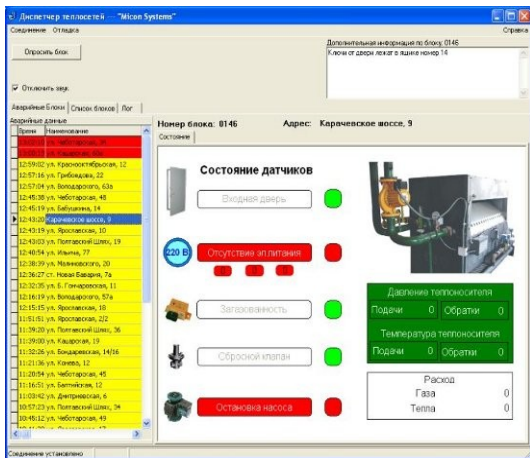 Диспетчер теплосетей --- "Micon Systems"
Соединение Отладка Справка
Опросить блок
Дополнительная информация по блоку: 0146
Ключи от двери лежат в ящике номер 14
Отключить звук
Аварийные Блоки Список блоков Лог
Аварийные данные
Время Наименование
Номер блока: 0146 Адрес: Карачевское шоссе, 9
Состояние
12:59:02 ул. Краснооктябрьская, 12
12:57:16 ул. Грибоедова, 22
12:57:04 ул. Володарского, 63а
12:45:38 ул. Чеботарская, 48
12:45:19 ул. Бабушкина, 14
12:43:20 Карачевское шоссе, 9
12:43:19 ул. Ярославская, 10
12:43:03 ул. Полтавский Шлях, 19
12:40:54 ул. Ильича, 77
12:38:39 ул. Малиновского, 20
12:36:27 ст. Новая Бавария, 7а
12:32:35 ул. Б. Гончаровская, 11
12:16:19 ул. Володарского, 57а
12:15:15 ул. Ярославская, 18
11:51:51 ул. Ярославская, 2/2
11:39:20 ул. Полтавский Шлях, 36
11:39:00 ул. Кацарская, 19
11:32:26 ул. Бондаревская, 14/16
11:21:36 ул. Конева, 12
11:20:54 ул. Чеботарская, 45
11:16:51 ул. Балтийская, 12
11:03:42 ул. Дмитриевская, 6
10:57:23 ул. Полтавский Шлях, 34
10:45:12 ул. Чеботарская, 49
Состояние датчиков
Входная дверь
220 В
Отсутствие эл.питания
Загазованность
Сбросной клапан
Остановка насоса
Давление теплоносителя
Подачи 0 Обратки 0
Температура теплоносителя
Подачи 0 Обратки 0
Расход
Газа 0
Тепла 0
Соединение установлено